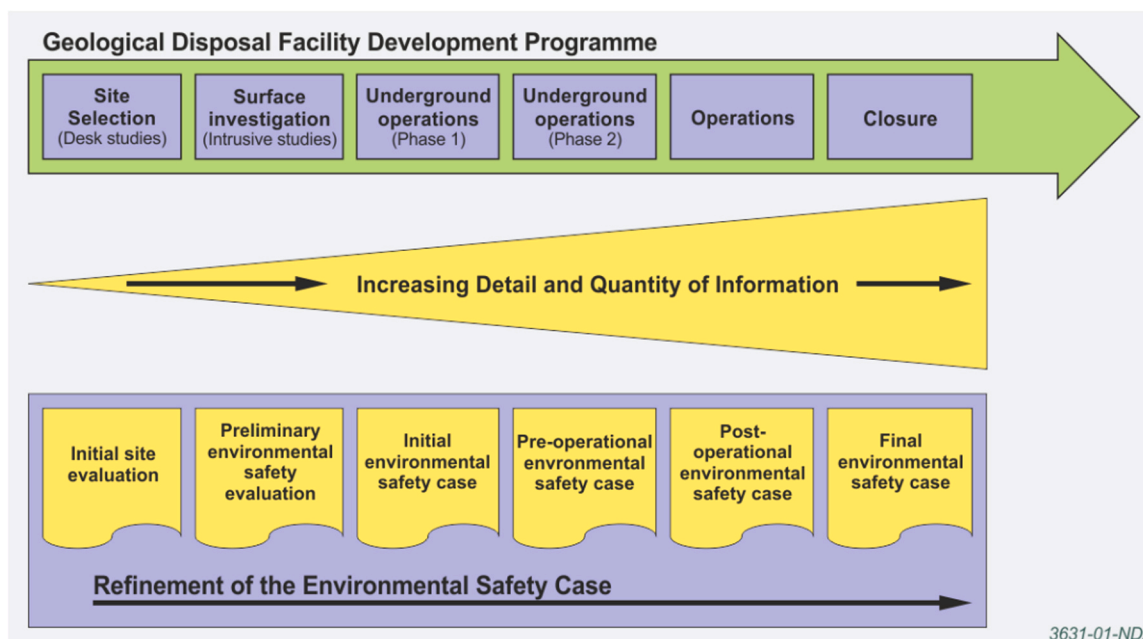 Geological Disposal Facility Development Programme
Site
Selection
(Desk studies)
Surface
investigation
(Intrusive studies)
Underground
operations
(Phase 1)
Underground
operations
(Phase 2)
Operations
Closure
Increasing Detail and Quantity of Information
Initial site
evaluation
Preliminary
environmental
safety
evaluation
Initial
environmental
safety case
Pre-operational
environmental
safety case
Post-
operational
environmental
safety case
Final
environmental
safety case
Refinement of the Environmental Safety Case
3631-01-ND